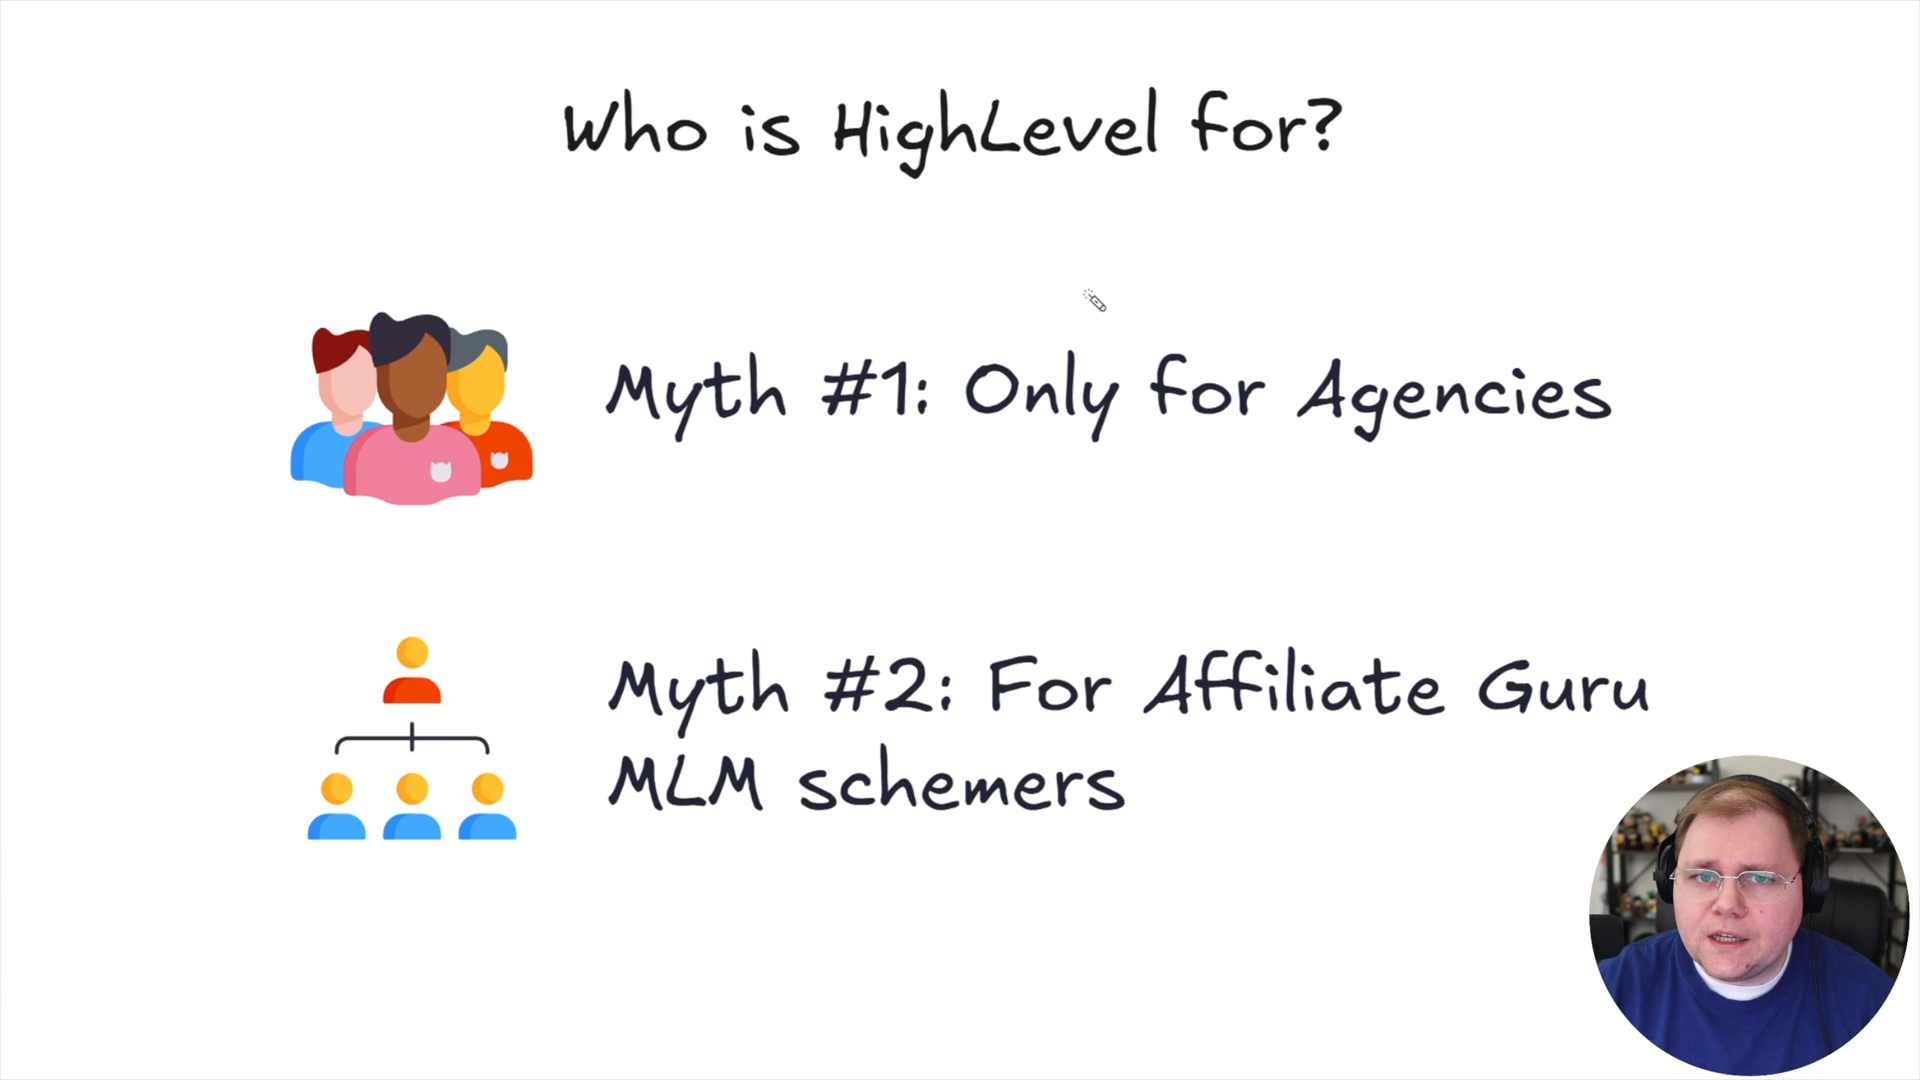 Who is HighLevel for?
Myth #1: Only for Agencies
Myth #2: For Affiliate Guru
MLM schemers